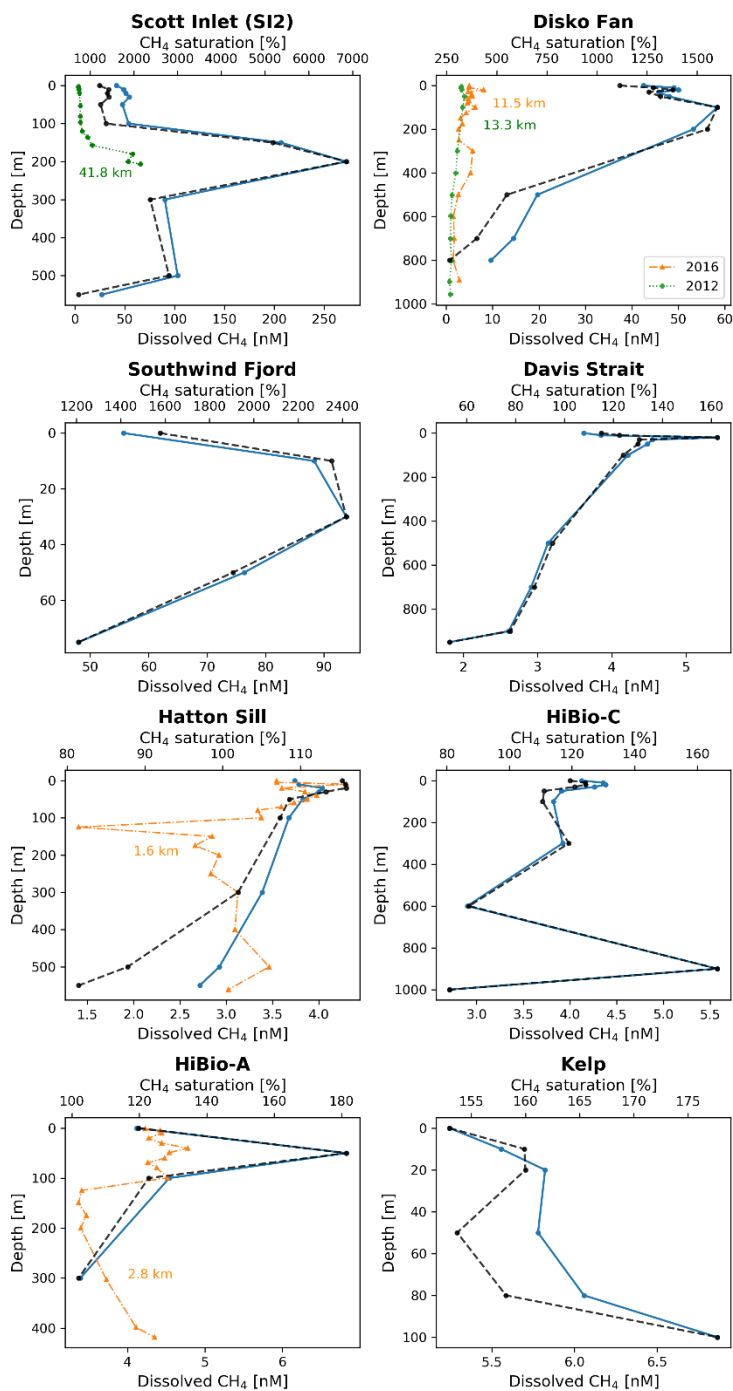 Scott Inlet (SI2)
CH₄ saturation [%]
1000 2000 3000 4000 5000 6000 7000
0
100
200
300
400
500
Depth [m]
41.8 km
0 50 100 150 200 250
Dissolved CH₄ [nM]
Disko Fan
CH₄ saturation [%]
200 400 600 800 1000 1200 1400 1600
0
200
400
600
800
1000
Depth [m]
11.5 km
13.3 km
2016
2012
0 10 20 30 40 50 60
Dissolved CH₄ [nM]
Southwind Fjord
CH₄ saturation [%]
1200 1400 1600 1800 2000 2200 2400
0
20
40
60
Depth [m]
50 60 70 80 90
Dissolved CH₄ [nM]
Davis Strait
CH₄ saturation [%]
60 80 100 120 140 160
0
200
400
600
800
Depth [m]
2 3 4 5
Dissolved CH₄ [nM]
Hatton Sill
CH₄ saturation [%]
80 90 100 110
0
100
200
300
400
500
Depth [m]
1.6 km
1.5 2.0 2.5 3.0 3.5 4.0
Dissolved CH₄ [nM]
HiBio-C
CH₄ saturation [%]
80 100 120 140 160
0
200
400
600
800
1000
Depth [m]
3.0 3.5 4.0 4.5 5.0 5.5
Dissolved CH₄ [nM]
HiBio-A
CH₄ saturation [%]
100 120 140 160 180
0
100
200
300
400
Depth [m]
2.8 km
4 5 6
Dissolved CH₄ [nM]
Kelp
CH₄ saturation [%]
155 160 165 170 175
0
20
40
60
80
100
Depth [m]
5.5 6.0 6.5
Dissolved CH₄ [nM]